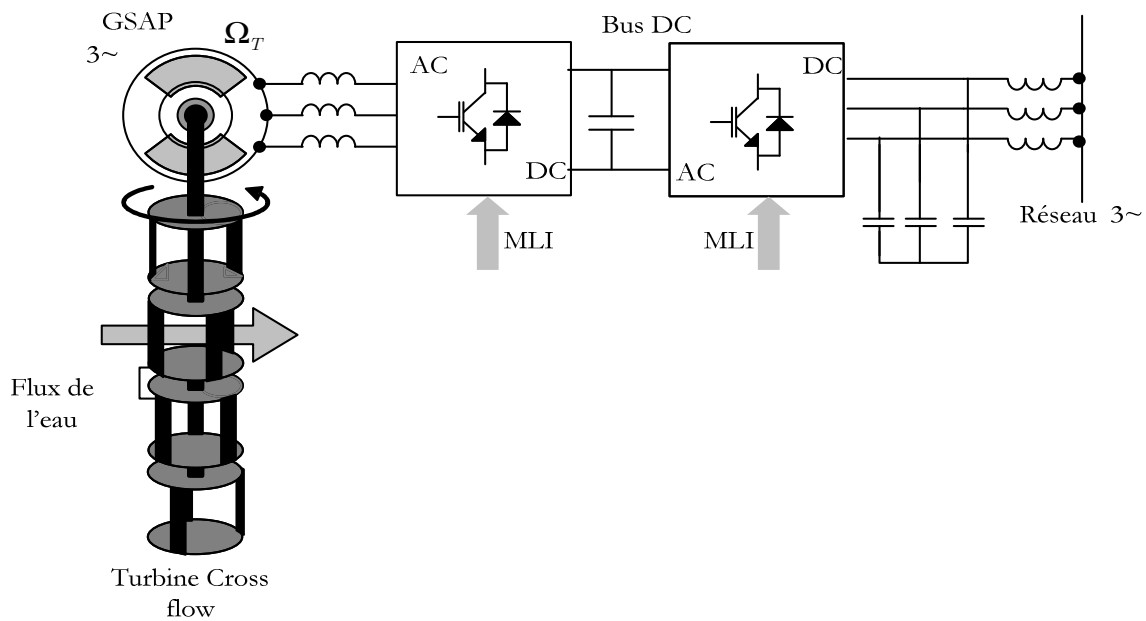 GSAP
3~
Ω_T
Bus DC
AC
DC
DC
AC
MLI
MLI
Réseau 3~
Flux de
l’eau
Turbine Cross
flow